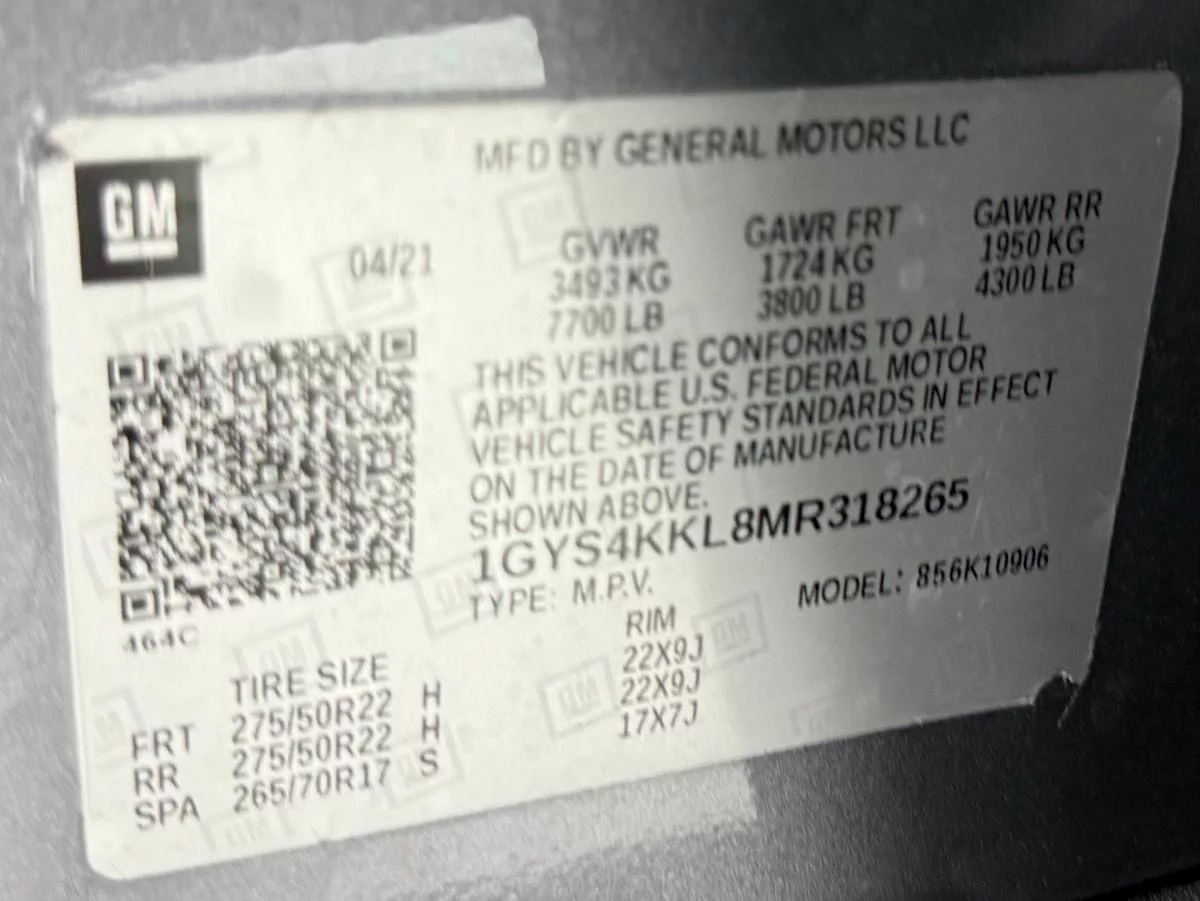 GM
MFD BY GENERAL MOTORS LLC
04/21
GVWR GAWR FRT GAWR RR
3493 KG 1724 KG 1950 KG
7700 LB 3800 LB 4300 LB
THIS VEHICLE CONFORMS TO ALL
APPLICABLE U.S. FEDERAL MOTOR
VEHICLE SAFETY STANDARDS IN EFFECT
ON THE DATE OF MANUFACTURE
SHOWN ABOVE.
1GYS4KKL8MR318265
TYPE: M.P.V. MODEL: 856K10906
464C
TIRE SIZE RIM
FRT 275/50R22 H 22X9J
RR 275/50R22 H 22X9J
SPA 265/70R17 S 17X7J